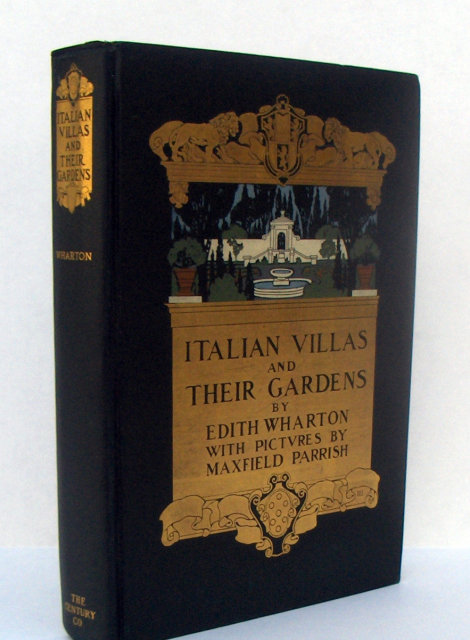 ITALIAN
VILLAS
AND
THEIR
GARDENS
WHARTON
THE
CENTURY
CO
ITALIAN VILLAS
AND
THEIR GARDENS
BY
EDITH WHARTON
WITH PICTVRES BY
MAXFIELD PARRISH